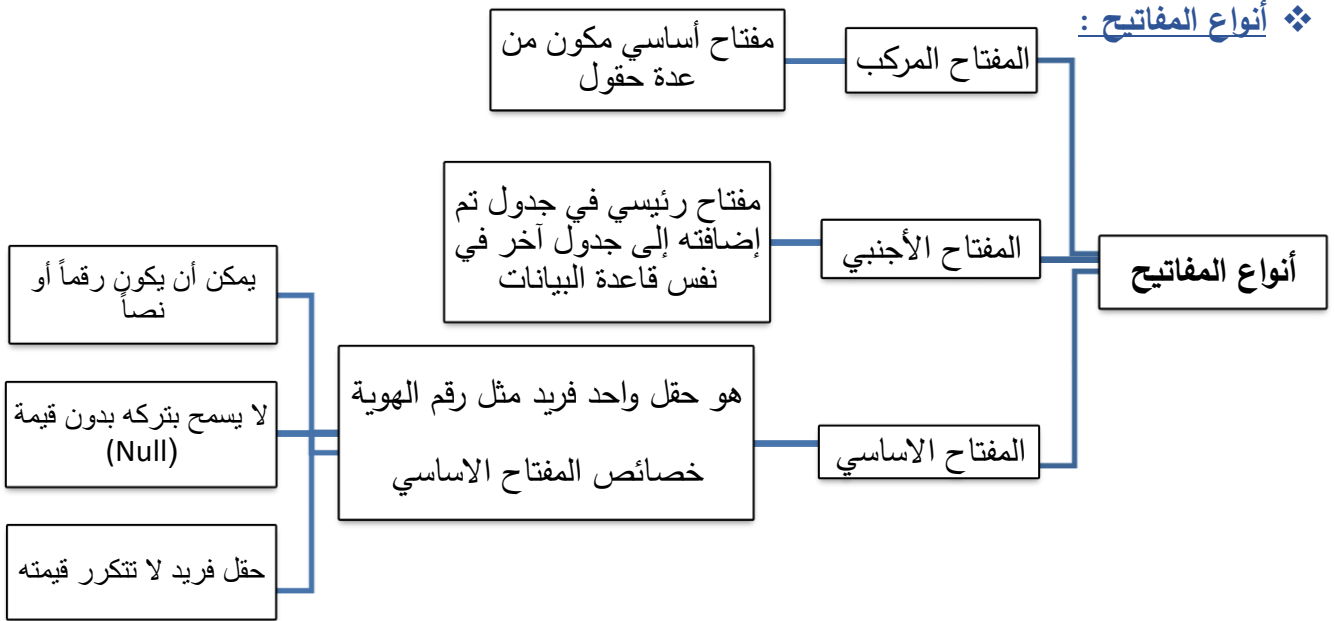 ❖ أنواع المفاتيح :
أنواع المفاتيح
المفتاح المركب
مفتاح أساسي مكون من
عدة حقول
المفتاح الأجنبي
مفتاح رئيسي في جدول تم
إضافته إلى جدول آخر في
نفس قاعدة البيانات
المفتاح الاساسي
هو حقل واحد فريد مثل رقم الهوية
خصائص المفتاح الاساسي
يمكن أن يكون رقماً أو
نصاً
لا يسمح بتركه بدون قيمة
(Null)
حقل فريد لا تتكرر قيمته